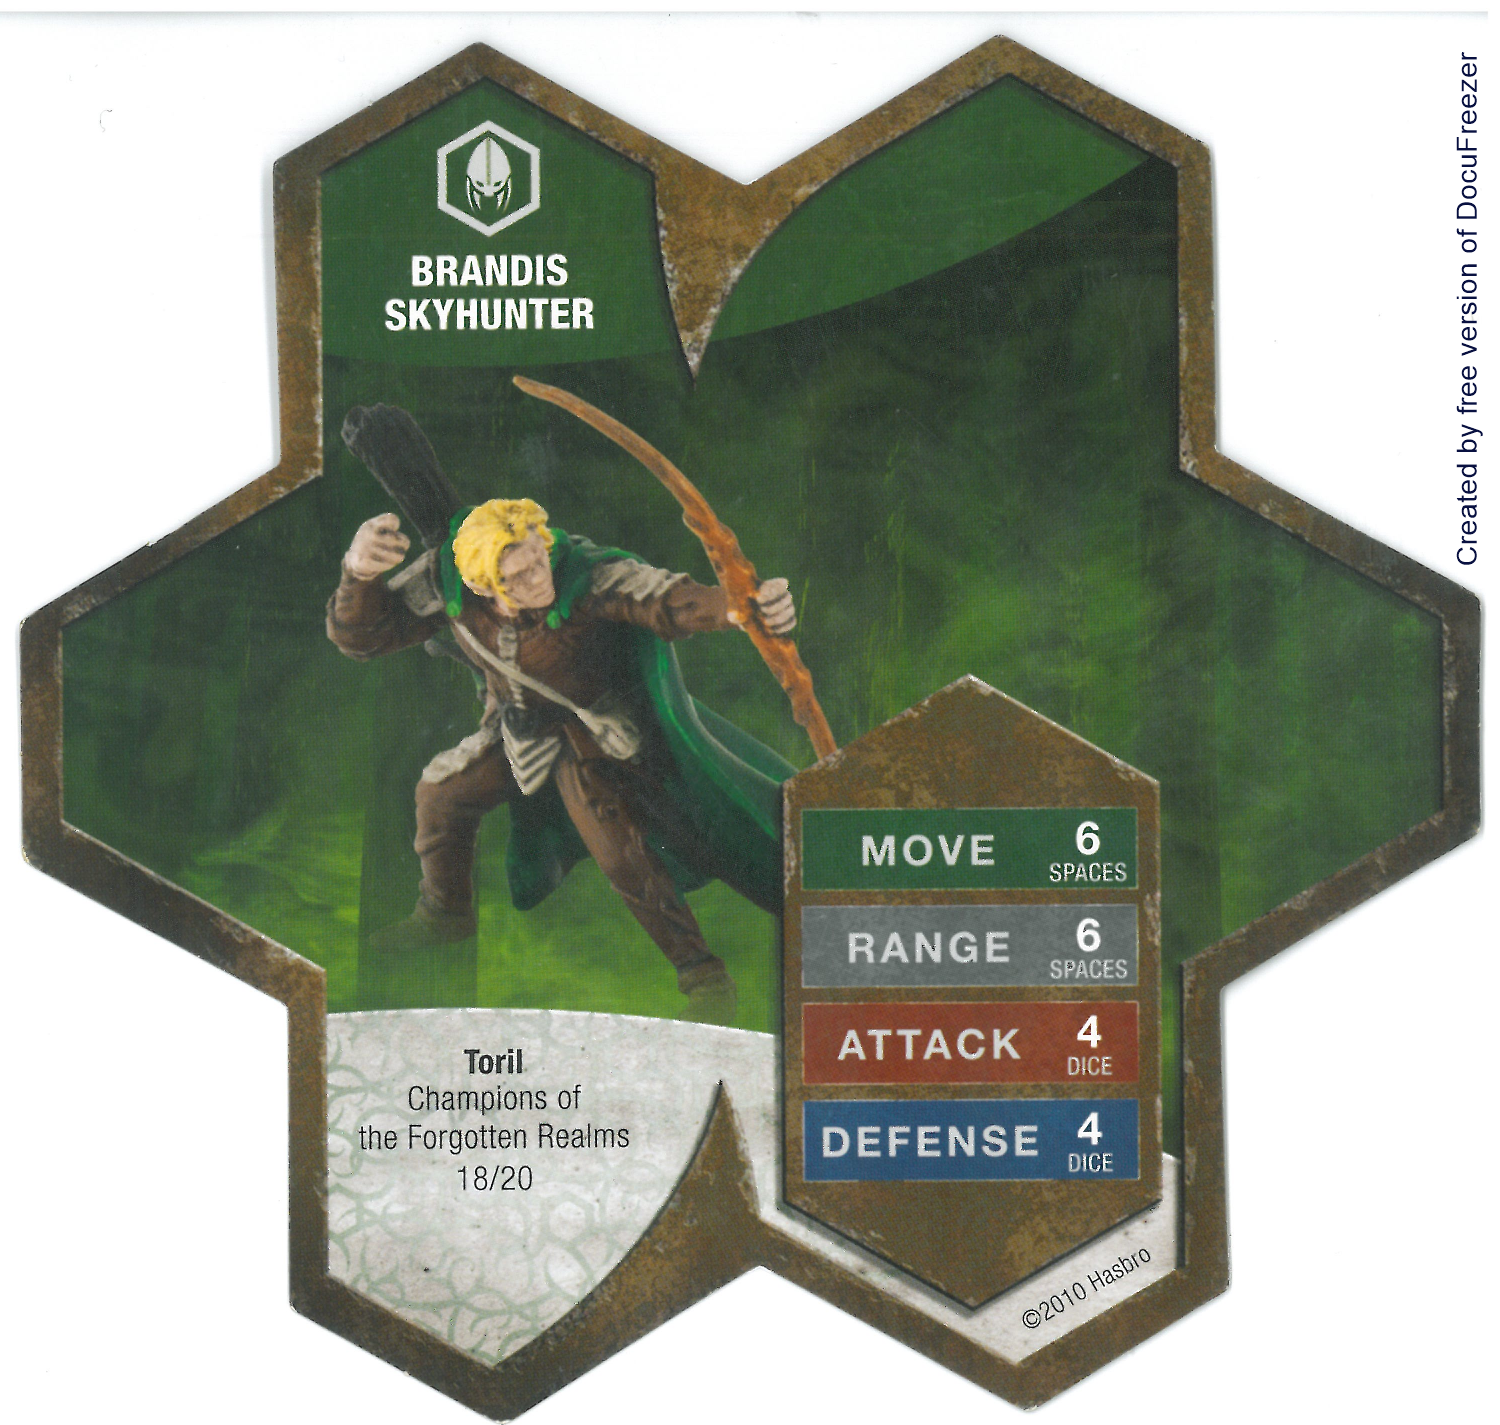 BRANDIS
SKYHUNTER
MOVE 6
SPACES
RANGE 6
SPACES
ATTACK 4
DICE
DEFENSE 4
DICE
Toril
Champions of
the Forgotten Realms
18/20
©2010 Hasbro
Created by free version of DocuFreezer